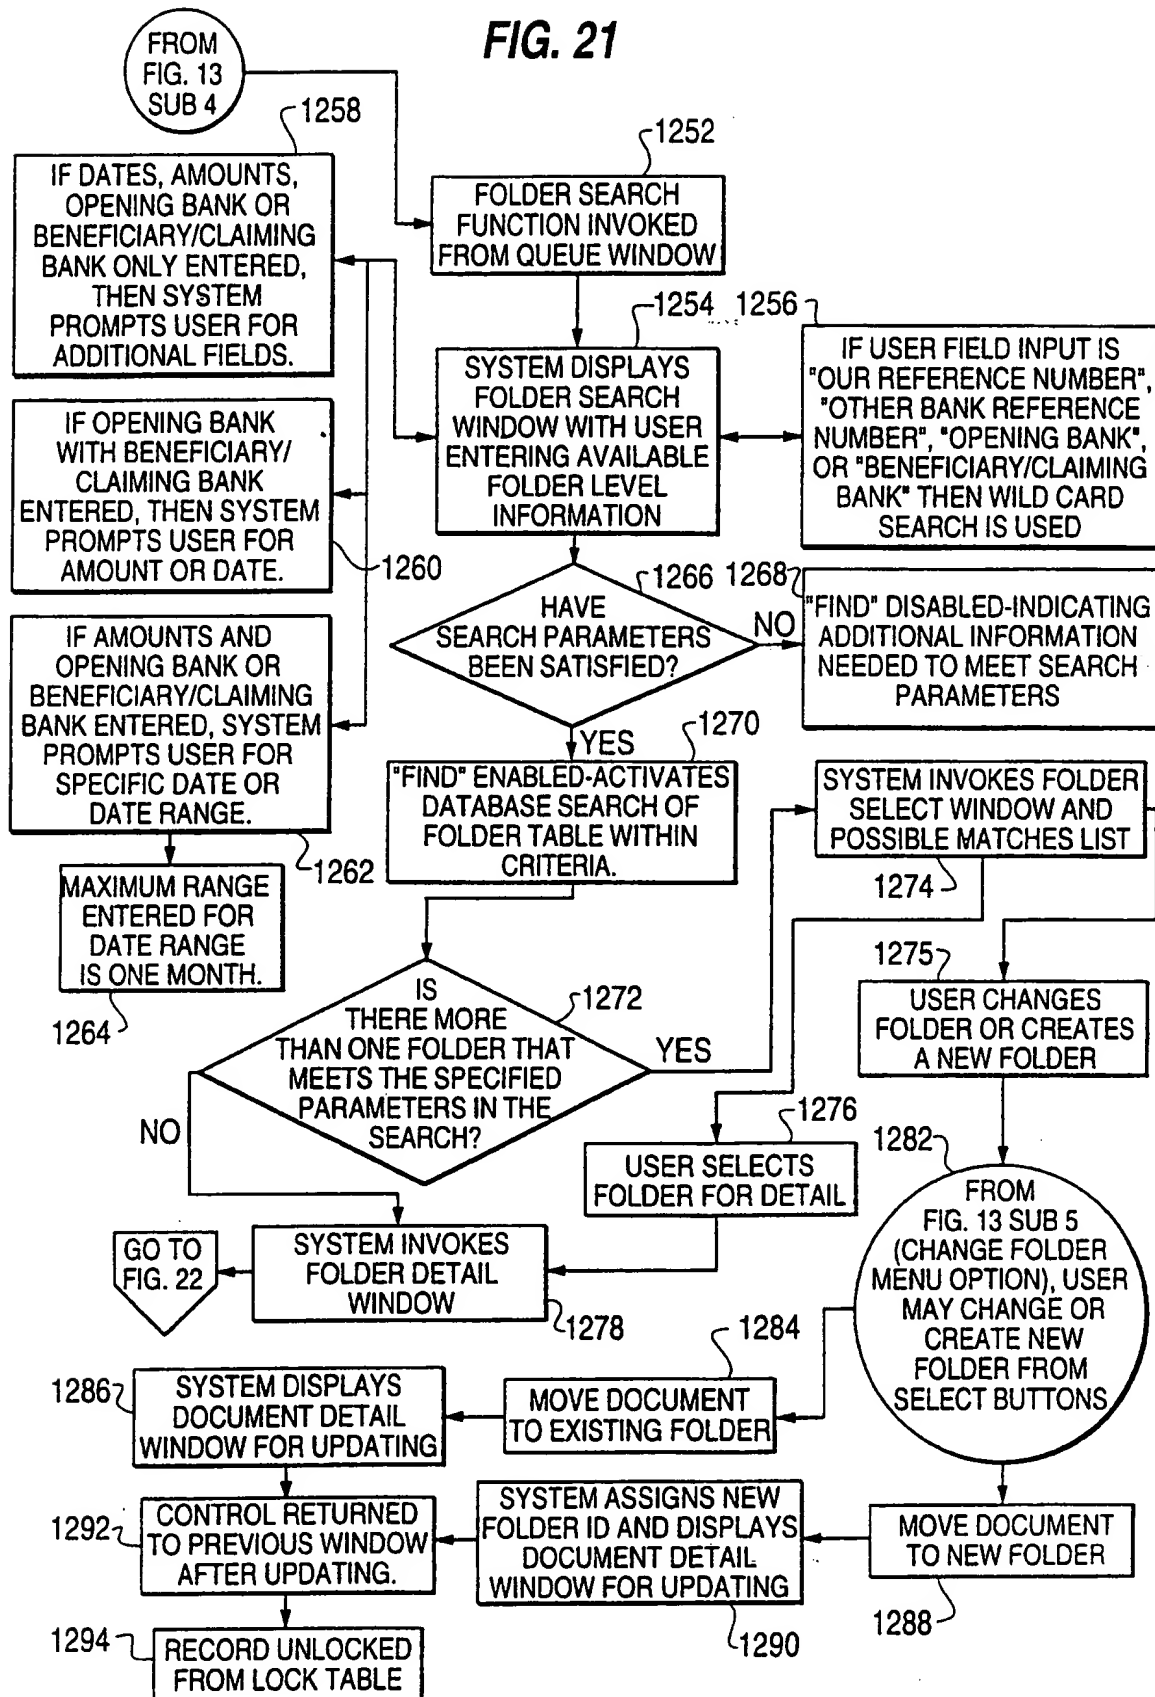 FIG. 21
FROM
FIG. 13
SUB 4
1258
IF DATES, AMOUNTS,
OPENING BANK OR
BENEFICIARY/CLAIMING
BANK ONLY ENTERED,
THEN SYSTEM
PROMPTS USER FOR
ADDITIONAL FIELDS.
1252
FOLDER SEARCH
FUNCTION INVOKED
FROM QUEUE WINDOW
1254
SYSTEM DISPLAYS
FOLDER SEARCH
WINDOW WITH USER
ENTERING AVAILABLE
FOLDER LEVEL
INFORMATION
1256
IF USER FIELD INPUT IS
"OUR REFERENCE NUMBER",
"OTHER BANK REFERENCE
NUMBER", "OPENING BANK",
OR "BENEFICIARY/CLAIMING
BANK" THEN WILD CARD
SEARCH IS USED
IF OPENING BANK
WITH BENEFICIARY/
CLAIMING BANK
ENTERED, THEN SYSTEM
PROMPTS USER FOR
AMOUNT OR DATE.
1260
1266
HAVE
SEARCH PARAMETERS
BEEN SATISFIED?
NO
1268
"FIND" DISABLED-INDICATING
ADDITIONAL INFORMATION
NEEDED TO MEET SEARCH
PARAMETERS
IF AMOUNTS AND
OPENING BANK OR
BENEFICIARY/CLAIMING
BANK ENTERED, SYSTEM
PROMPTS USER FOR
SPECIFIC DATE OR
DATE RANGE.
1262
YES
1270
"FIND" ENABLED-ACTIVATES
DATABASE SEARCH OF
FOLDER TABLE WITHIN
CRITERIA.
SYSTEM INVOKES FOLDER
SELECT WINDOW AND
POSSIBLE MATCHES LIST
1274
MAXIMUM RANGE
ENTERED FOR
DATE RANGE
IS ONE MONTH.
1264
1272
IS
THERE MORE
THAN ONE FOLDER THAT
MEETS THE SPECIFIED
PARAMETERS IN THE
SEARCH?
YES
NO
1275
USER CHANGES
FOLDER OR CREATES
A NEW FOLDER
1276
USER SELECTS
FOLDER FOR DETAIL
1282
FROM
FIG. 13 SUB 5
(CHANGE FOLDER
MENU OPTION), USER
MAY CHANGE OR
CREATE NEW
FOLDER FROM
SELECT BUTTONS
GO TO
FIG. 22
SYSTEM INVOKES
FOLDER DETAIL
WINDOW
1278
1284
MOVE DOCUMENT
TO EXISTING FOLDER
1286
SYSTEM DISPLAYS
DOCUMENT DETAIL
WINDOW FOR UPDATING
1292
CONTROL RETURNED
TO PREVIOUS WINDOW
AFTER UPDATING.
SYSTEM ASSIGNS NEW
FOLDER ID AND DISPLAYS
DOCUMENT DETAIL
WINDOW FOR UPDATING
1290
MOVE DOCUMENT
TO NEW FOLDER
1288
1294
RECORD UNLOCKED
FROM LOCK TABLE